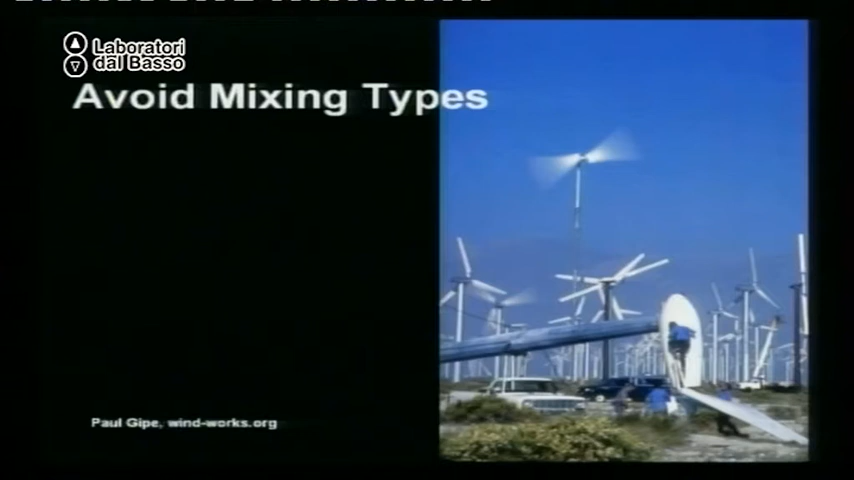 Laboratori
dal Basso
Avoid Mixing Types
Paul Gipe, wind-works.org